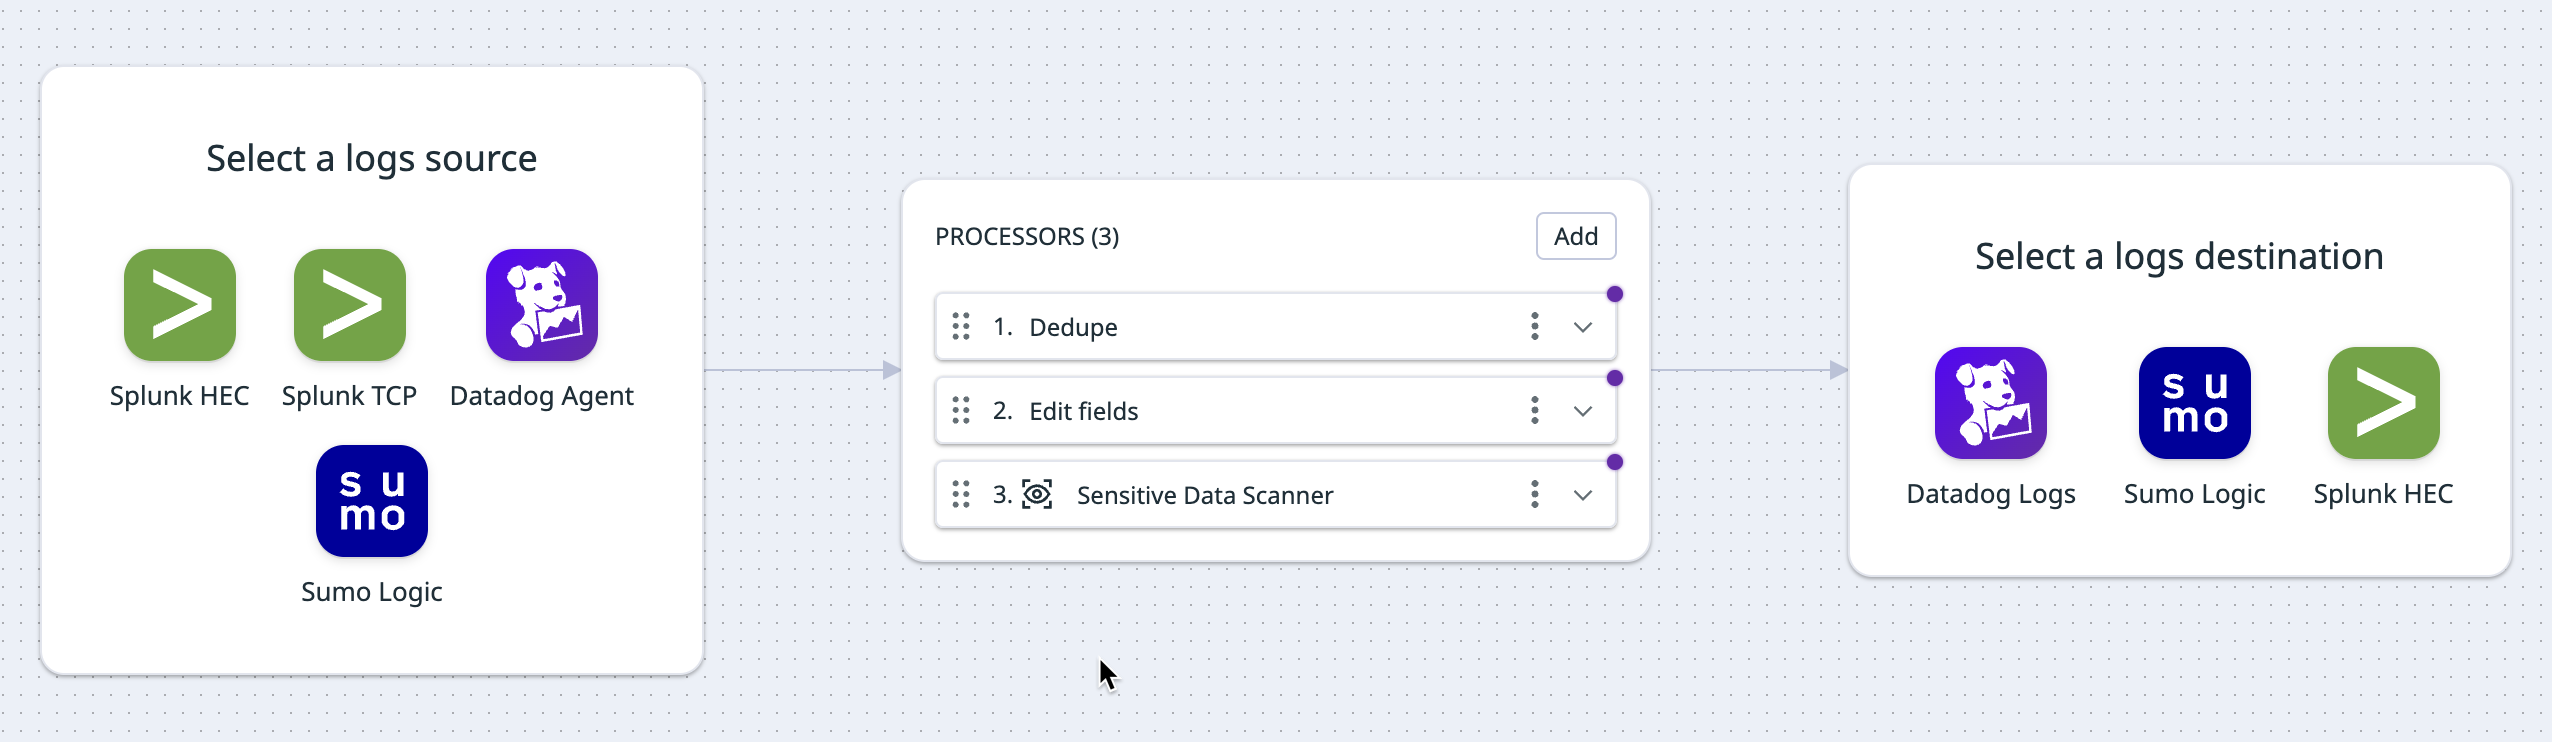 Select a logs source
Splunk HEC
Splunk TCP
Datadog Agent
su
mo
Sumo Logic
PROCESSORS (3)
Add
1. Dedupe
2. Edit fields
3. Sensitive Data Scanner
Select a logs destination
su
mo
Datadog Logs
Sumo Logic
Splunk HEC